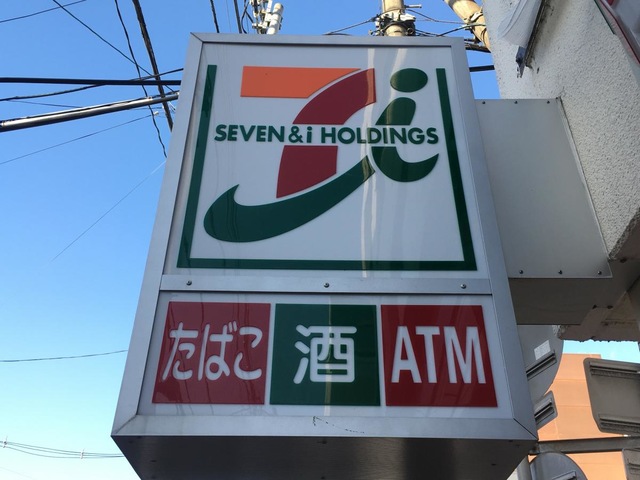 SEVEN&i HOLDINGS
たばこ 酒 ATM